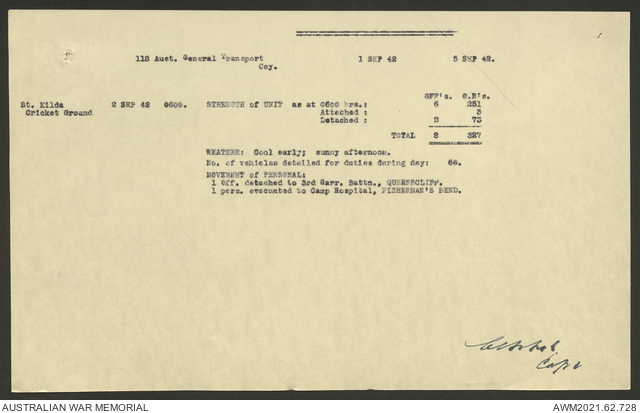 118 Aust. General Transport Coy. 1 SEP 42 5 SEP 42.
OFF's. O.R's.
St. Kilda Cricket Ground 2 SEP 42 0600. STRENGTH of UNIT as at 0600 hrs.: 6 251
Attached : 3
Detached : 2 73
TOTAL 8 327
WEATHER: Cool early; sunny afternoon.
No. of vehicles detailed for duties during day: 60.
MOVEMENT of PERSONAL:
1 Off. detached to 3rd Garr. Battn., QUEENSCLIFF.
1 pers. evacuated to Camp Hospital, FISHERMAN'S BEND.
Capt
AUSTRALIAN WAR MEMORIAL AWM2021.62.728